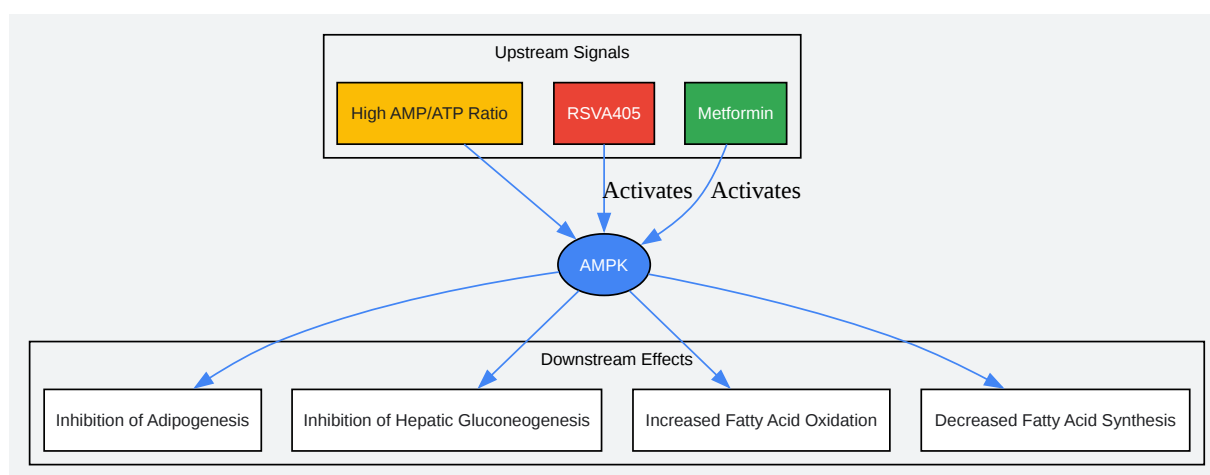 Upstream Signals
High AMP/ATP Ratio
RSVA405
Metformin
Activates
Activates
AMPK
Downstream Effects
Inhibition of Adipogenesis
Inhibition of Hepatic Gluconeogenesis
Increased Fatty Acid Oxidation
Decreased Fatty Acid Synthesis